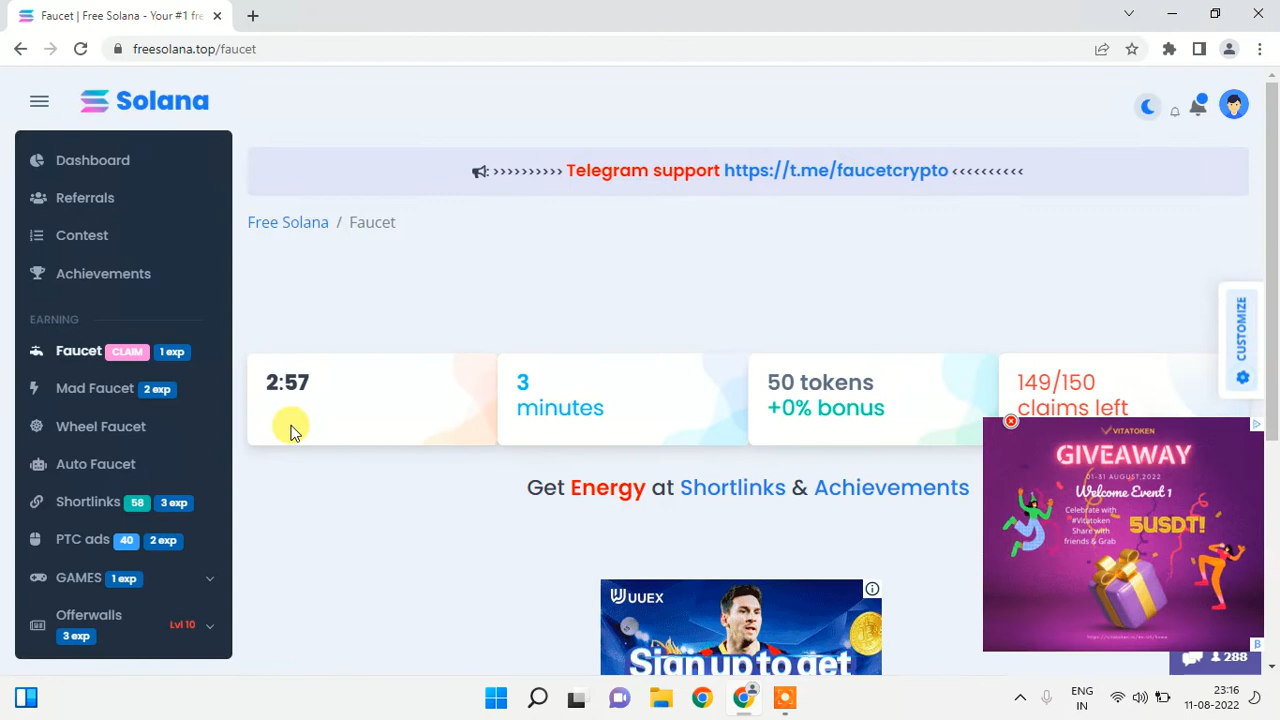 Faucet | Free Solana - Your #1 fre
freesolana.top/faucet
Solana
Dashboard
Referrals
Contest
Achievements
EARNING
Faucet CLAIM 1 exp
Mad Faucet 2 exp
Wheel Faucet
Auto Faucet
Shortlinks 58 3 exp
PTC ads 40 2 exp
GAMES 1 exp
Offerwalls
3 exp
Lvl 10
: >>>>>>>>>> Telegram support https://t.me/faucetcrypto <<<<<<<<<<
Free Solana / Faucet
CUSTOMIZE
2:57
3
minutes
50 tokens
+0% bonus
149/150
claims left
Get Energy at Shortlinks & Achievements
VITATOKEN
GIVEAWAY
01-31 AUGUST,2022
Welcome Event 1
Celebrate with
#Vitatoken
Share with
friends & Grab
5USDT!
UUEX
Sign up to get
288
ENG
IN
23:16
11-08-2022